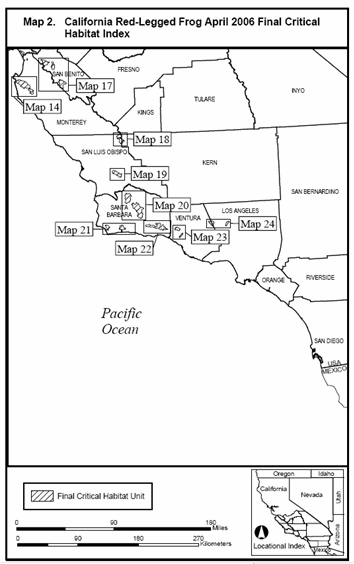 Map 2. California Red-Legged Frog April 2006 Final Critical
Habitat Index
SAN BENITO
FRESNO
Map 17
INYO
TULARE
KINGS
Map 14
MONTEREY
Map 18
SAN LUIS OBISPO
KERN
Map 19
SAN BERNARDINO
SANTA
BARBARA
Map 20
VENTURA
LOS ANGELES
Map 21
Map 24
Map 23
Map 22
ORANGE
RIVERSIDE
Pacific
Ocean
SAN DIEGO
USA
MEXICO
Final Critical Habitat Unit
0 90 180
Miles
0 90 180 270
Kilometers
Oregon
Idaho
California
Nevada
Utah
Arizona
Mexico
Locational Index